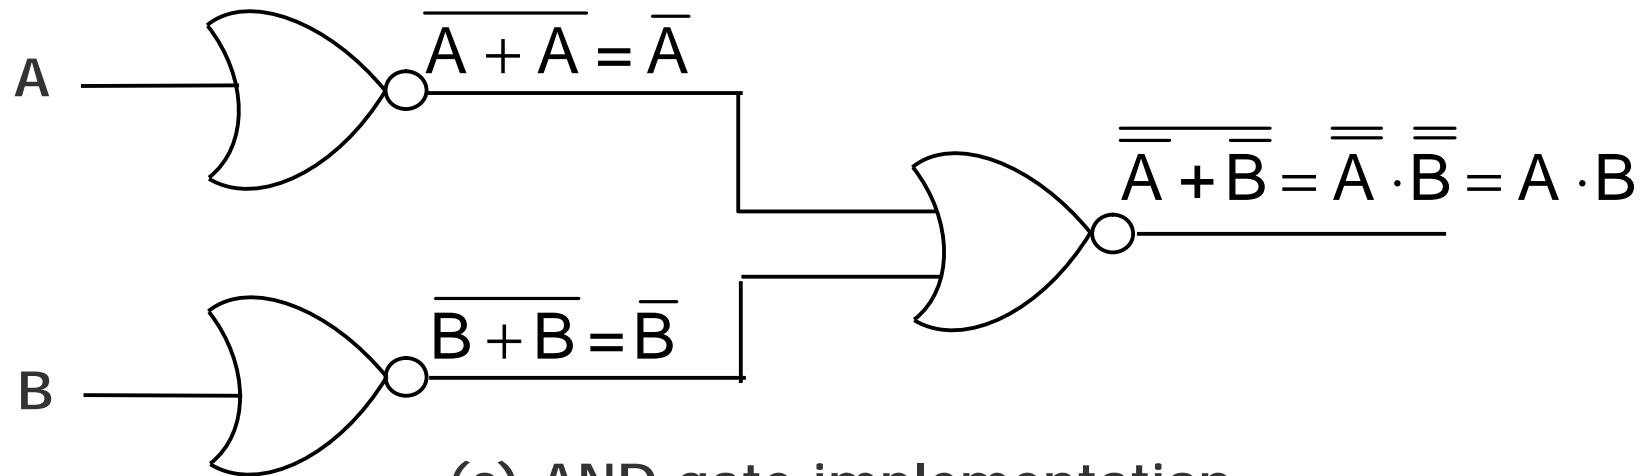 A
A̅ ̅+̅ ̅A̅ = A̅
A̿ ̅+̅ ̅B̿ = A̿ · B̿ = A · B
B̅ ̅+̅ ̅B̅ = B̅
B
(c) AND gate implementation